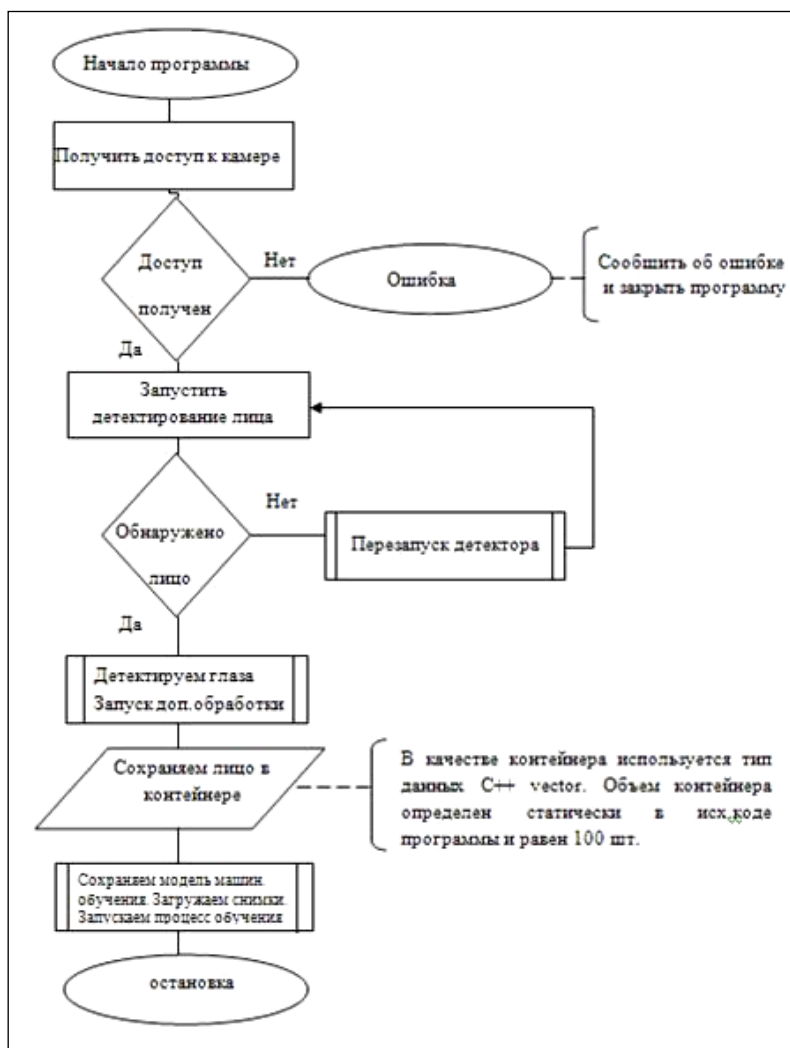 Начало программы
Получить доступ к камере
Доступ
получен
Нет
Ошибка
Сообщить об ошибке
и закрыть программу
Да
Запустить
детектирование лица
Обнаружено
лицо
Нет
Перезапуск детектора
Да
Детектируем глаза
Запуск доп. обработки
Сохраняем лицо в
контейнере
В качестве контейнера используется тип
данных C++ vector. Объем контейнера
определен статически в исх.коде
программы и равен 100 шт.
Сохраняем модель машин
обучения. Загружаем снимки.
Запускаем процесс обучения
остановка